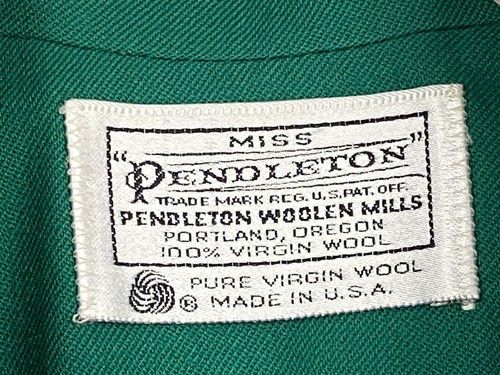 MISS
"PENDLETON"
TRADE MARK REG. U.S. PAT. OFF.
PENDLETON WOOLEN MILLS
PORTLAND, OREGON
100% VIRGIN WOOL
PURE VIRGIN WOOL
® MADE IN U.S.A.